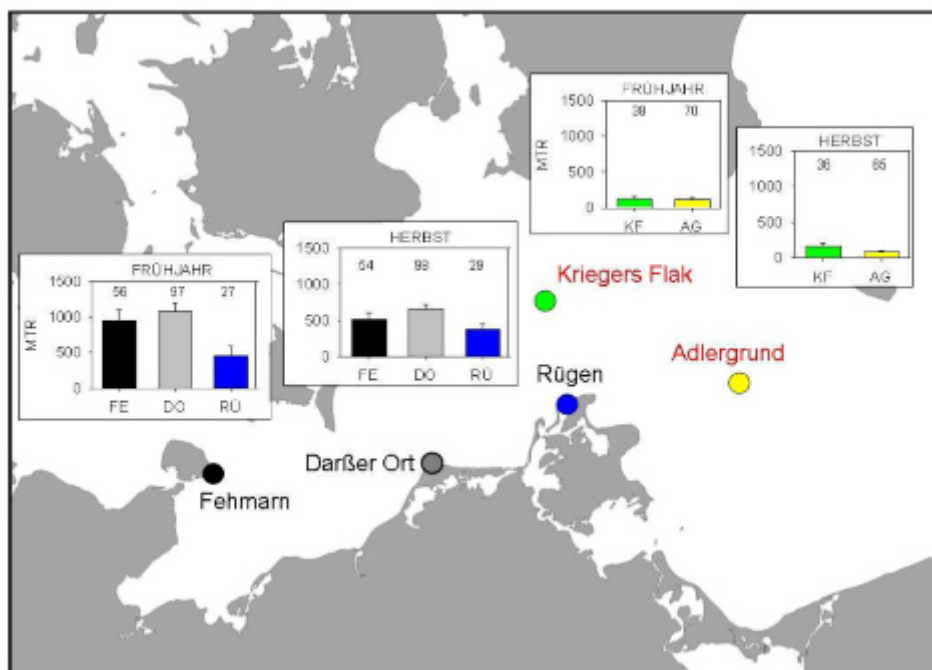 FRÜHJAHR
1500
38 70
1000
MTR
500
0
KF AG
HERBST
1500
36 65
1000
500
0
KF AG
HERBST
1500
54 98 29
1000
500
0
FE DO RÜ
FRÜHJAHR
1500
56 97 27
1000
MTR
500
0
FE DO RÜ
Kriegers Flak
Adlergrund
Rügen
Darßer Ort
Fehmarn